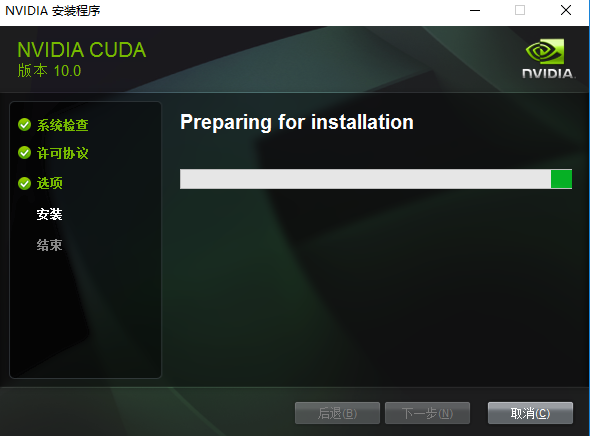 NVIDIA 安装程序
NVIDIA CUDA
版本 10.0
NVIDIA.
系统检查
许可协议
选项
安装
结束
Preparing for installation
后退(B)
下一步(N)
取消(C)